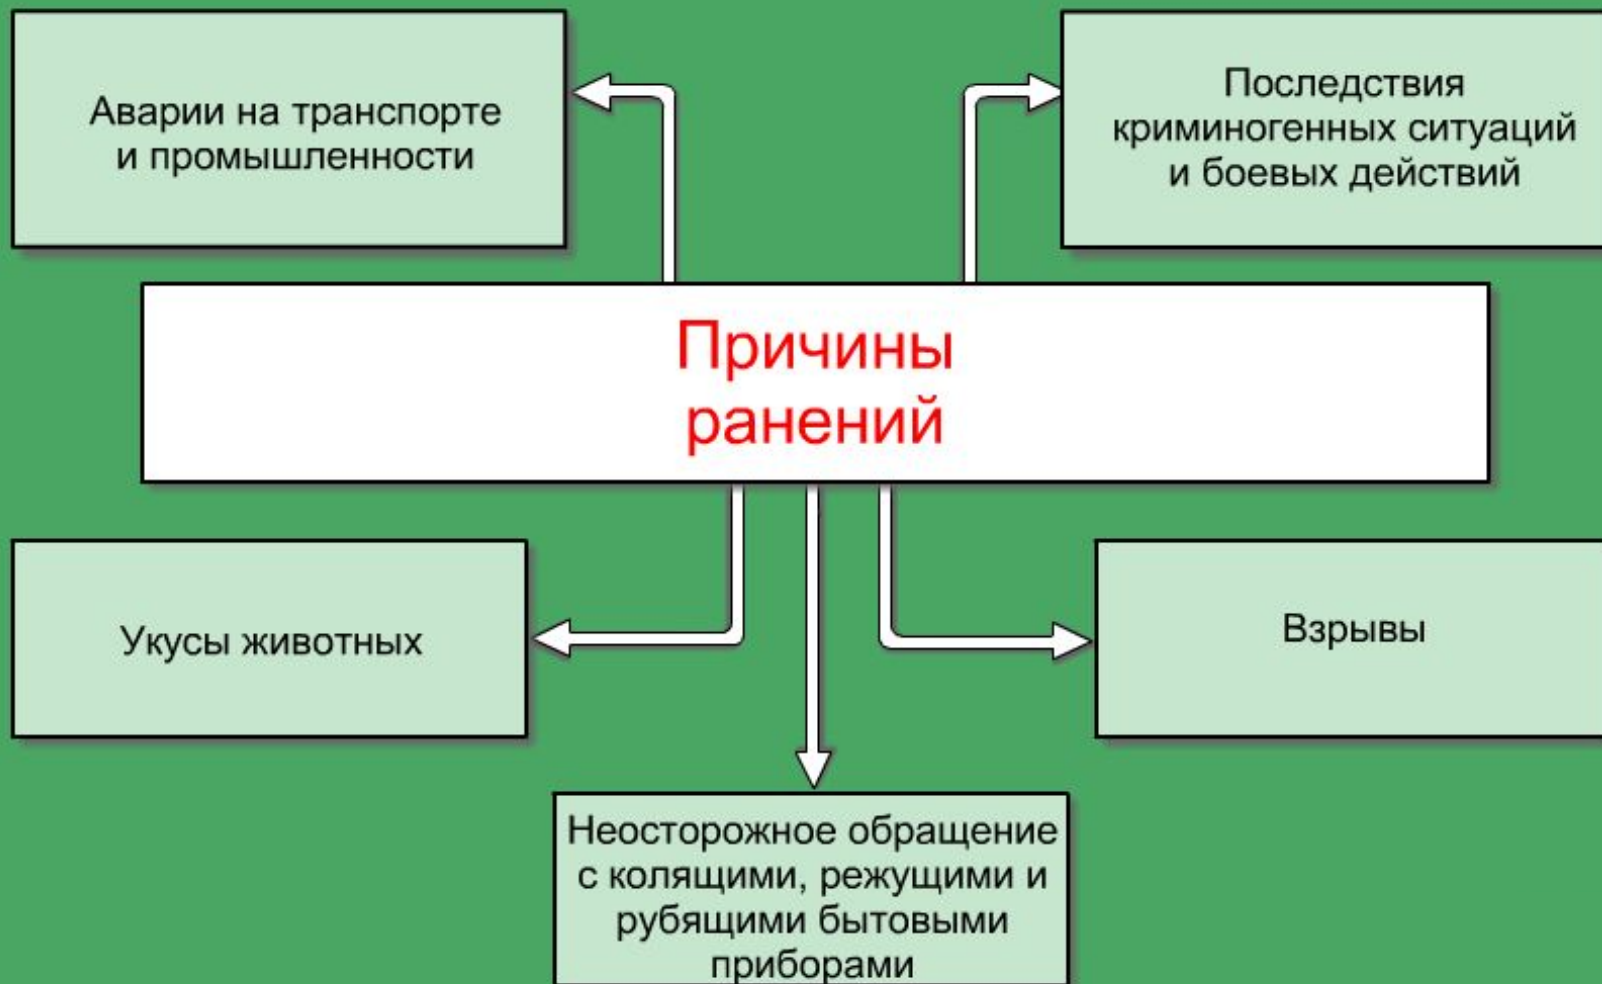 Аварии на транспорте
и промышленности
Последствия
криминогенных ситуаций
и боевых действий
Причины
ранений
Укусы животных
Взрывы
Неосторожное обращение
с колящими, режущими и
рубящими бытовыми
приборами